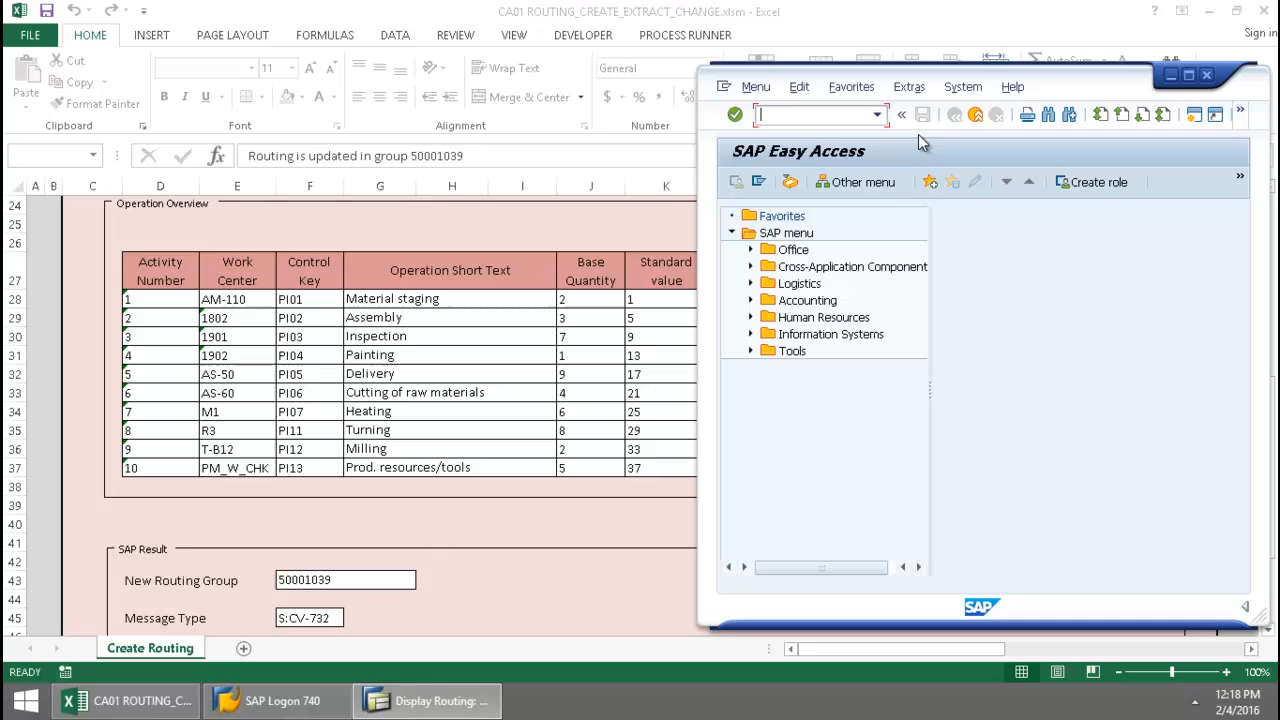 CA01 ROUTING_CREATE_EXTRACT_CHANGE.xlsm - Excel
FILE HOME INSERT PAGE LAYOUT FORMULAS DATA REVIEW VIEW DEVELOPER PROCESS RUNNER Sign in
Paste
Cut
Copy
Format Painter
Clipboard
11
Font
Wrap Text
Merge & Center
Alignment
General
Number
AutoSum
Routing is updated in group 50001039
A B C D E F G H I J K
24 Operation Overview
25
26
27 Activity Number Work Center Control Key Operation Short Text Base Quantity Standard value
28 1 AM-110 PI01 Material staging 2 1
29 2 1802 PI02 Assembly 3 5
30 3 1901 PI03 Inspection 7 9
31 4 1902 PI04 Painting 1 13
32 5 AS-50 PI05 Delivery 9 17
33 6 AS-60 PI06 Cutting of raw materials 4 21
34 7 M1 PI07 Heating 6 25
35 8 R3 PI11 Turning 8 29
36 9 T-B12 PI12 Milling 2 33
37 10 PM_W_CHK PI13 Prod. resources/tools 5 37
38
39
40
41
42 SAP Result
43 New Routing Group 50001039
45 Message Type S:CV-732
Menu Edit Favorites Extras System Help
SAP Easy Access
Other menu Create role
Favorites
SAP menu
Office
Cross-Application Component
Logistics
Accounting
Human Resources
Information Systems
Tools
SAP
Create Routing
READY 100%
CA01 ROUTING_C... SAP Logon 740 Display Routing: ...
12:18 PM
2/4/2016